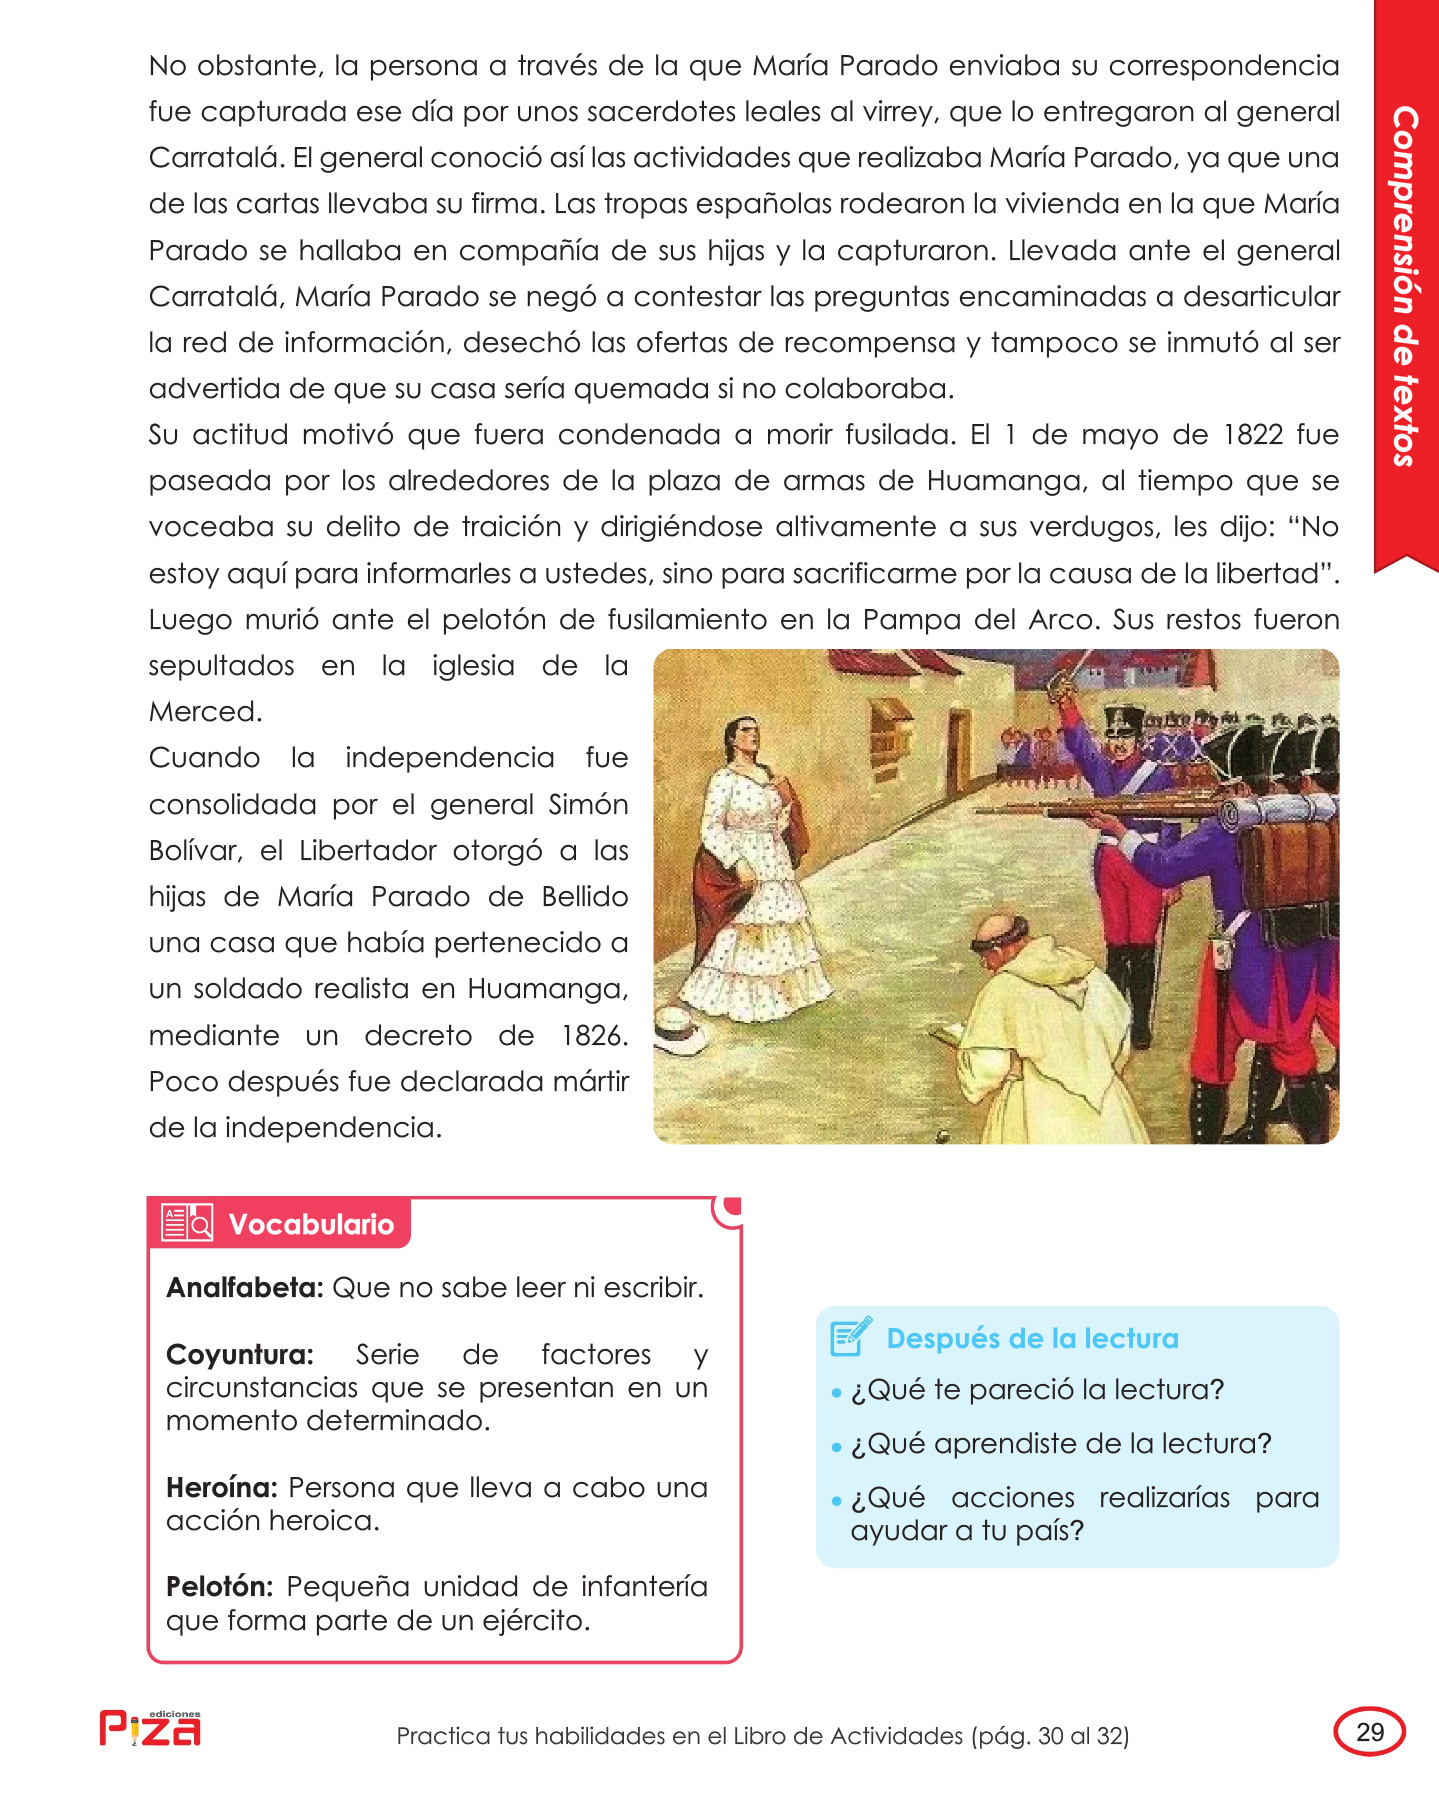 No obstante, la persona a través de la que María Parado enviaba su correspondencia
fue capturada ese día por unos sacerdotes leales al virrey, que lo entregaron al general
Carratalá. El general conoció así las actividades que realizaba María Parado, ya que una
de las cartas llevaba su firma. Las tropas españolas rodearon la vivienda en la que María
Parado se hallaba en compañía de sus hijas y la capturaron. Llevada ante el general
Carratalá, María Parado se negó a contestar las preguntas encaminadas a desarticular
la red de información, desechó las ofertas de recompensa y tampoco se inmutó al ser
advertida de que su casa sería quemada si no colaboraba.
Su actitud motivó que fuera condenada a morir fusilada. El 1 de mayo de 1822 fue
paseada por los alrededores de la plaza de armas de Huamanga, al tiempo que se
voceaba su delito de traición y dirigiéndose altivamente a sus verdugos, les dijo: “No
estoy aquí para informarles a ustedes, sino para sacrificarme por la causa de la libertad”.
Luego murió ante el pelotón de fusilamiento en la Pampa del Arco. Sus restos fueron
sepultados en la iglesia de la
Merced.
Cuando la independencia fue
consolidada por el general Simón
Bolívar, el Libertador otorgó a las
hijas de María Parado de Bellido
una casa que había pertenecido a
un soldado realista en Huamanga,
mediante un decreto de 1826.
Poco después fue declarada mártir
de la independencia.
Comprensión de textos
Vocabulario
Analfabeta: Que no sabe leer ni escribir.
Coyuntura: Serie de factores y
circunstancias que se presentan en un
momento determinado.
Heroína: Persona que lleva a cabo una
acción heroica.
Pelotón: Pequeña unidad de infantería
que forma parte de un ejército.
Después de la lectura
• ¿Qué te pareció la lectura?
• ¿Qué aprendiste de la lectura?
• ¿Qué acciones realizarías para
ayudar a tu país?
ediciones
Piza
Practica tus habilidades en el Libro de Actividades (pág. 30 al 32)
29